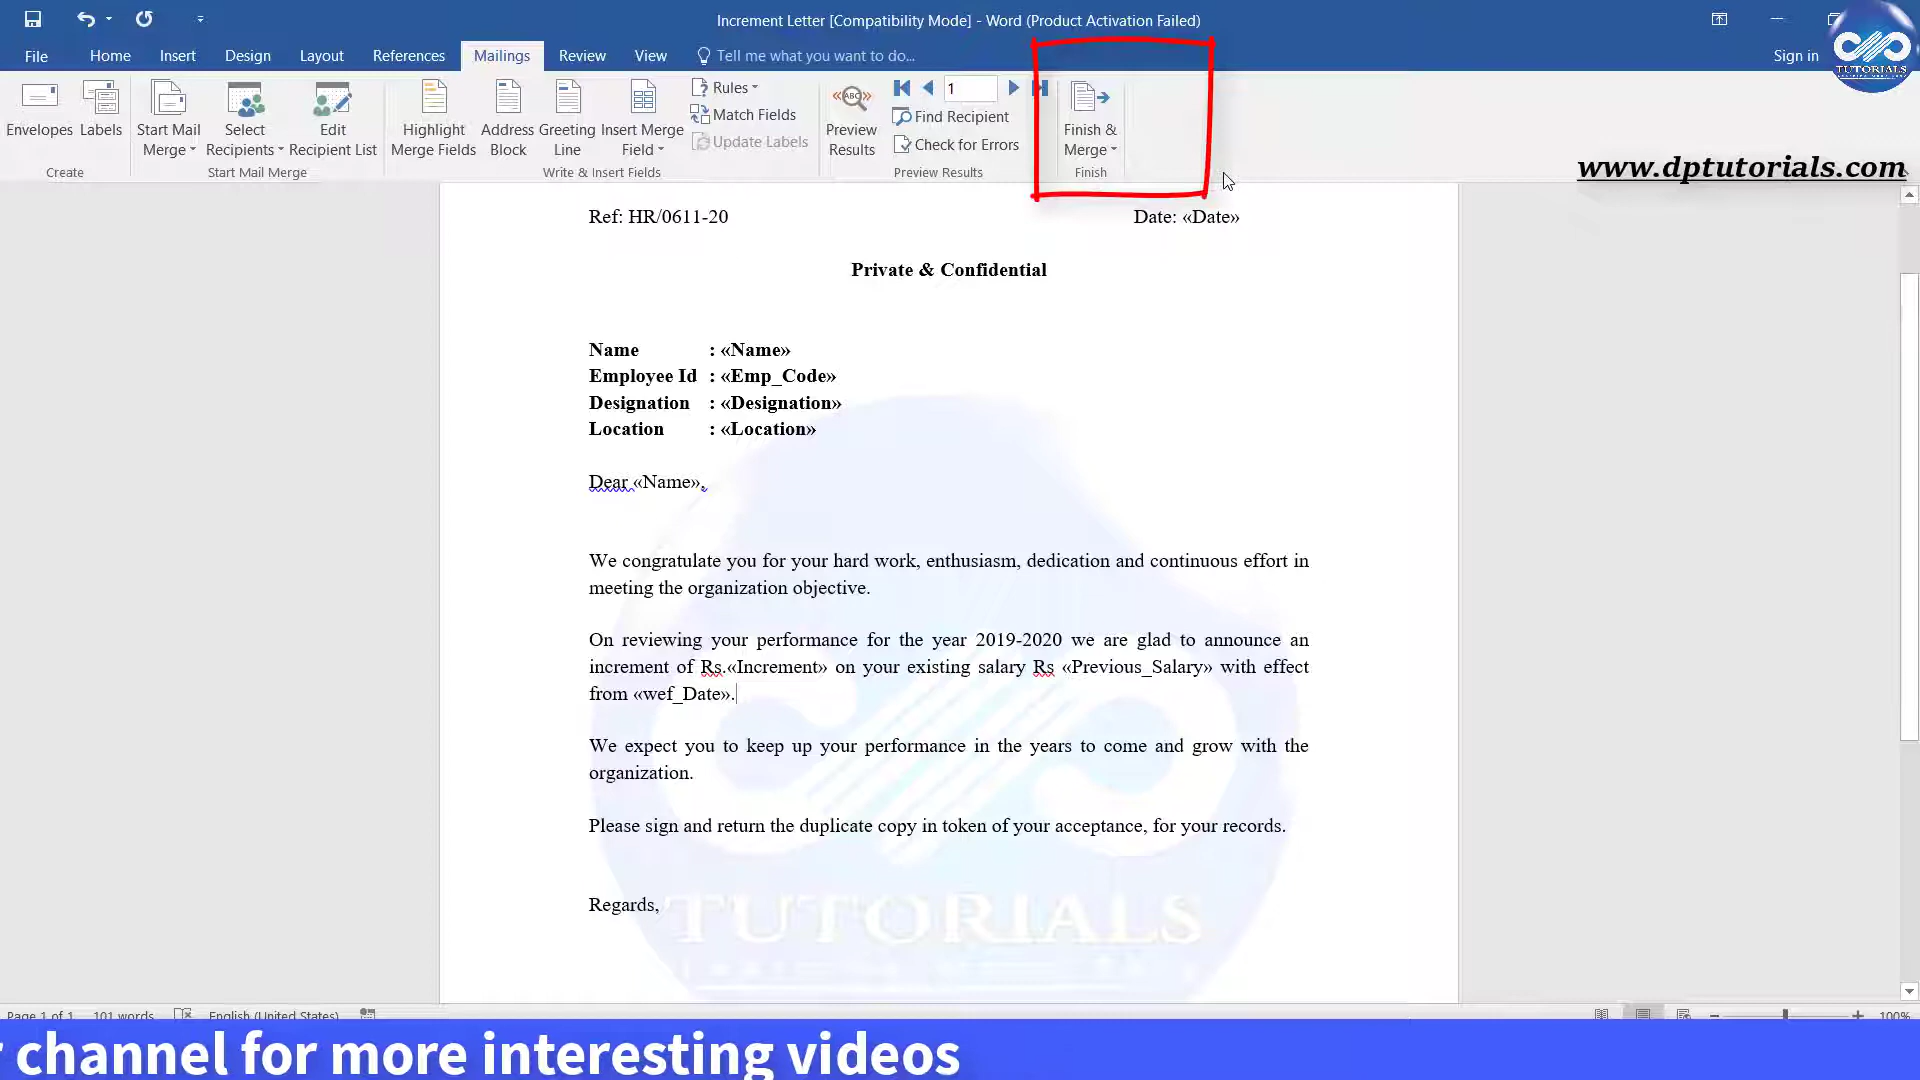 Increment Letter [Compatibility Mode] - Word (Product Activation Failed)
File Home Insert Design Layout References Mailings Review View Tell me what you want to do... Sign in
TUTORIALS
Envelopes Labels
Create
Start Mail Merge
Select Recipients
Edit Recipient List
Start Mail Merge
Highlight Merge Fields
Address Block
Greeting Line
Insert Merge Field
Rules
Match Fields
Update Labels
Write & Insert Fields
ABC
Preview Results
1
Find Recipient
Check for Errors
Preview Results
Finish & Merge
Finish
www.dptutorials.com
Ref: HR/0611-20 Date: «Date»
Private & Confidential
Name : «Name»
Employee Id : «Emp_Code»
Designation : «Designation»
Location : «Location»
Dear «Name»,
We congratulate you for your hard work, enthusiasm, dedication and continuous effort in
meeting the organization objective.
On reviewing your performance for the year 2019-2020 we are glad to announce an
increment of Rs.«Increment» on your existing salary Rs «Previous_Salary» with effect
from «wef_Date».
We expect you to keep up your performance in the years to come and grow with the
organization.
Please sign and return the duplicate copy in token of your acceptance, for your records.
Regards,
TUTORIALS
Page 1 of 1 101 words English (United States) 100%
channel for more interesting videos